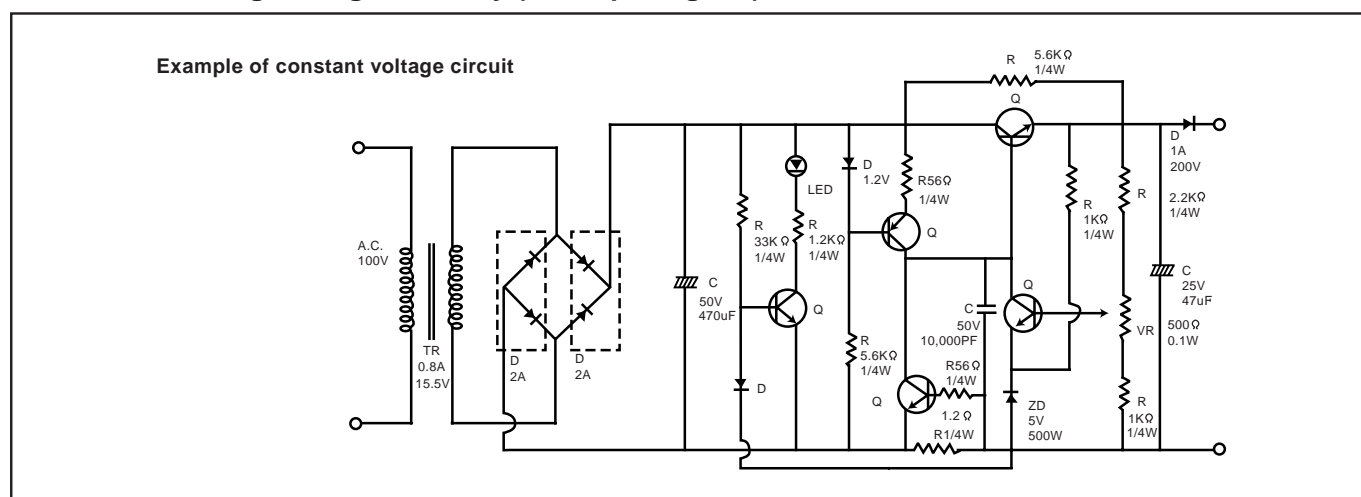 Example of constant voltage circuit
R 5.6KΩ
1/4W
Q
D
1A
200V
A.C.
100V
TR
0.8A
15.5V
D
2A
D
2A
C
50V
470uF
R
33KΩ
1/4W
LED
R
1.2KΩ
1/4W
Q
D
D
1.2V
R
5.6KΩ
1/4W
R56Ω
1/4W
Q
C
50V
10,000PF
R56Ω
1/4W
Q
1.2Ω
R1/4W
Q
R
1KΩ
1/4W
ZD
5V
500W
R
2.2KΩ
1/4W
VR
500Ω
0.1W
R
1KΩ
1/4W
C
25V
47uF